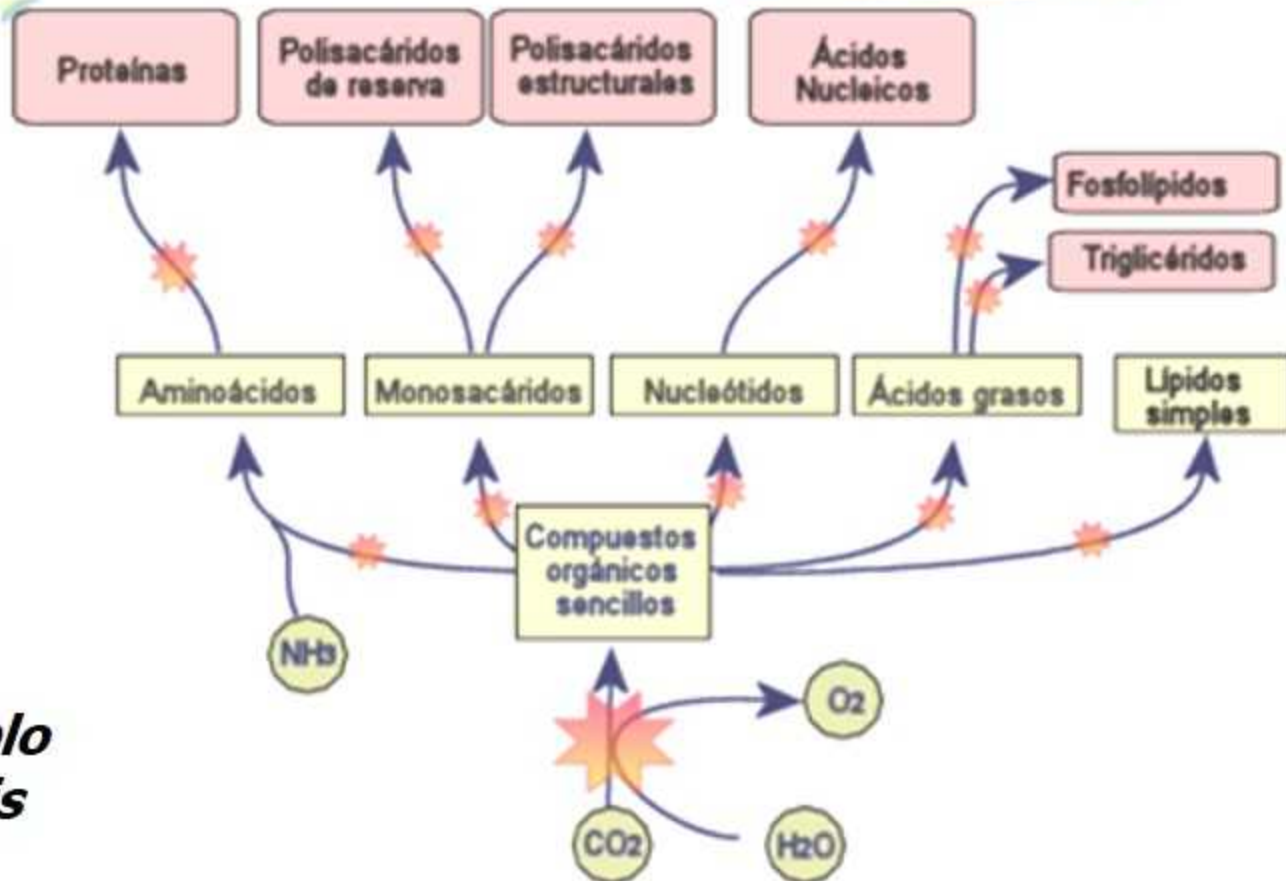 Proteínas
Polisacáridos
de reserva
Polisacáridos
estructurales
Ácidos
Nucleicos
Fosfolípidos
Triglicéridos
Aminoácidos
Monosacáridos
Nucleótidos
Ácidos grasos
Lípidos
simples
Compuestos
orgánicos
sencillos
NH3
O2
CO2
H2O